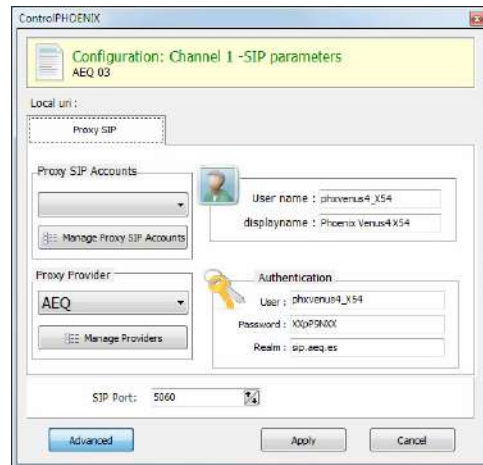 ControlPHOENIX
Configuration: Channel 1 -SIP parameters
AEQ 03
Local uri :
Proxy SIP
Proxy SIP Accounts
Manage Proxy SIP Accounts
User name : phxvenus4_X54
displayname : Phoenix Venus4 X54
Proxy Provider
AEQ
Manage Providers
Authentication
User : phxvenus4_X54
Password : XXpP9NXX
Realm : sip.aeq.es
SIP Port: 5060
Advanced
Apply
Cancel